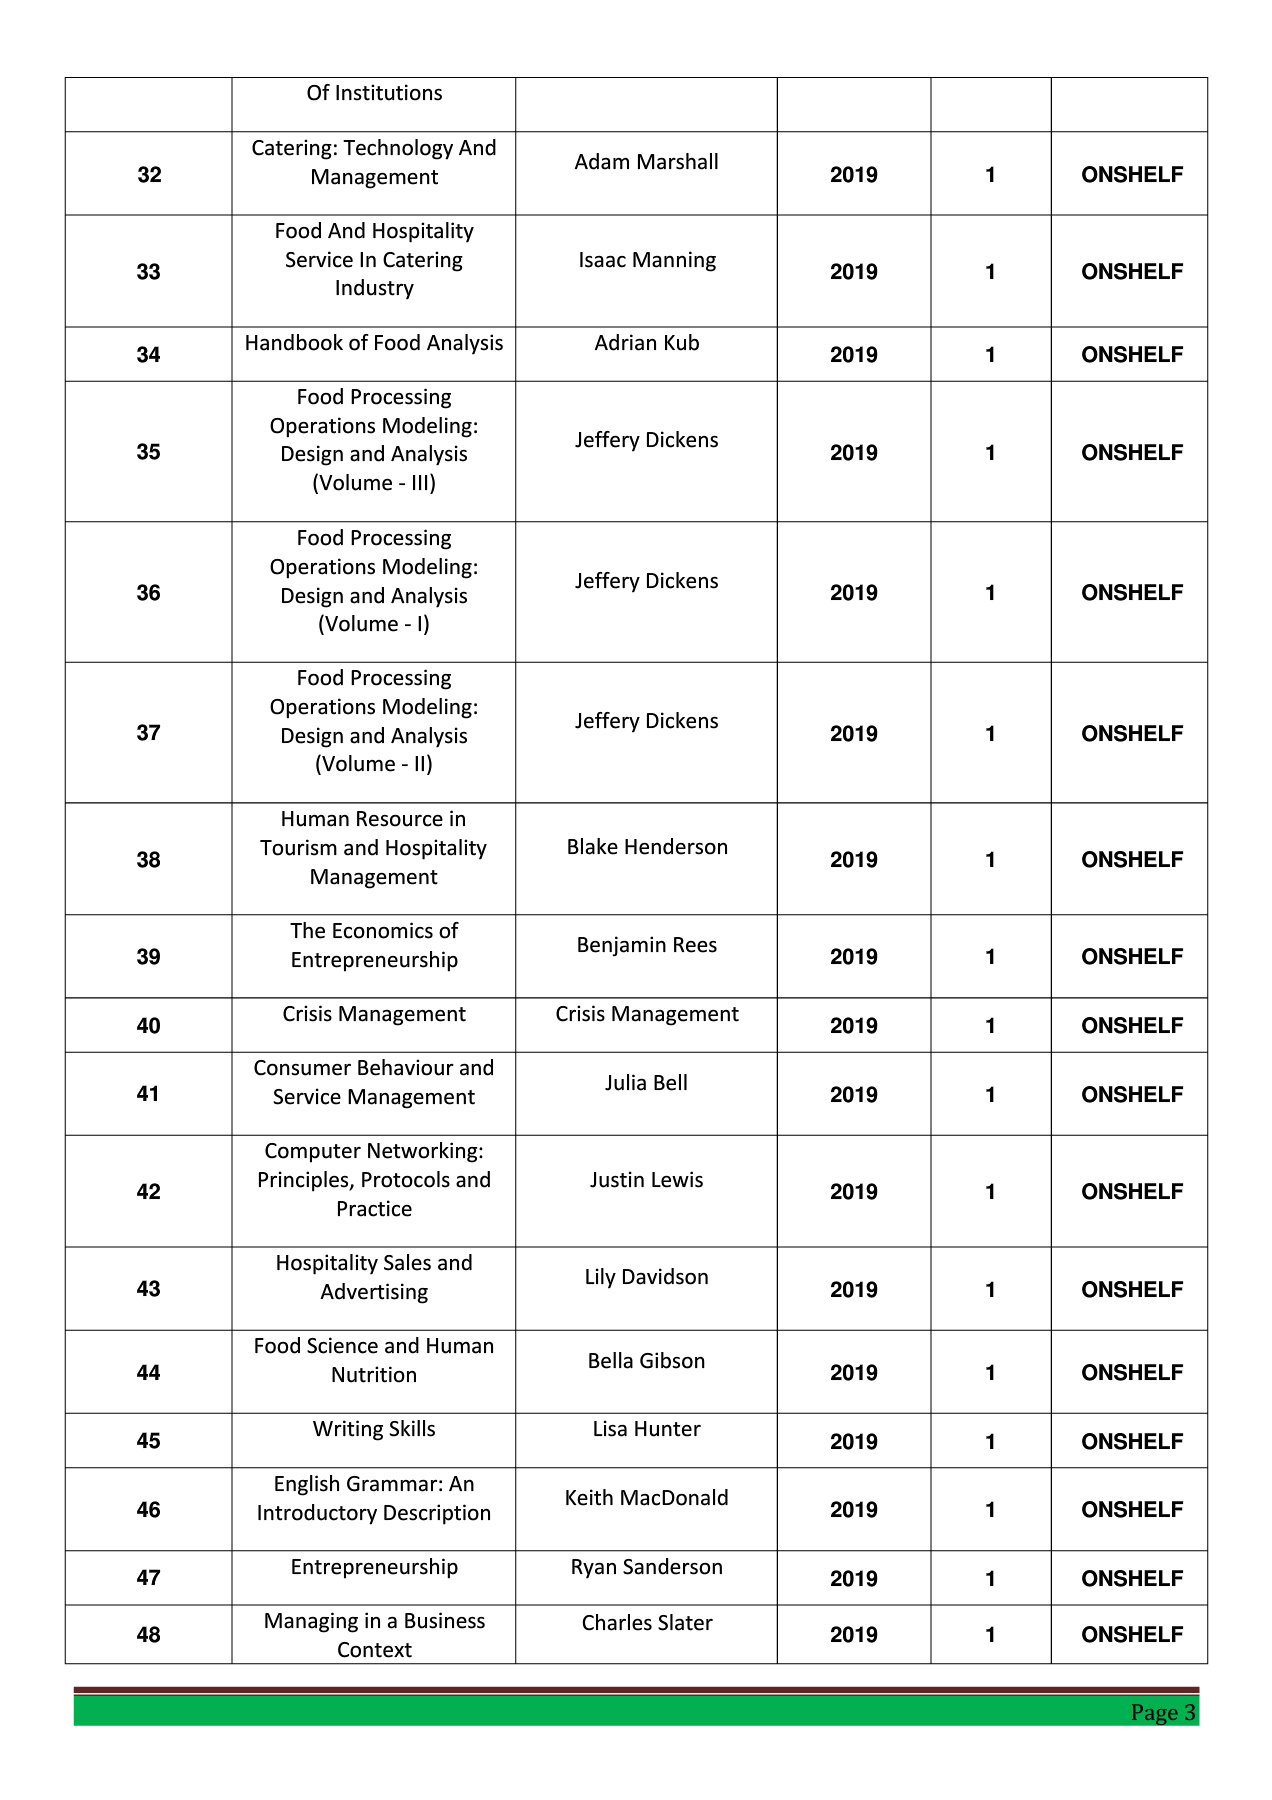 Of Institutions
32
Catering: Technology And
Management
Adam Marshall
2019
1
ONSHELF
33
Food And Hospitality
Service In Catering
Industry
Isaac Manning
2019
1
ONSHELF
34
Handbook of Food Analysis
Adrian Kub
2019
1
ONSHELF
35
Food Processing
Operations Modeling:
Design and Analysis
(Volume - III)
Jeffery Dickens
2019
1
ONSHELF
36
Food Processing
Operations Modeling:
Design and Analysis
(Volume - I)
Jeffery Dickens
2019
1
ONSHELF
37
Food Processing
Operations Modeling:
Design and Analysis
(Volume - II)
Jeffery Dickens
2019
1
ONSHELF
38
Human Resource in
Tourism and Hospitality
Management
Blake Henderson
2019
1
ONSHELF
39
The Economics of
Entrepreneurship
Benjamin Rees
2019
1
ONSHELF
40
Crisis Management
Crisis Management
2019
1
ONSHELF
41
Consumer Behaviour and
Service Management
Julia Bell
2019
1
ONSHELF
42
Computer Networking:
Principles, Protocols and
Practice
Justin Lewis
2019
1
ONSHELF
43
Hospitality Sales and
Advertising
Lily Davidson
2019
1
ONSHELF
44
Food Science and Human
Nutrition
Bella Gibson
2019
1
ONSHELF
45
Writing Skills
Lisa Hunter
2019
1
ONSHELF
46
English Grammar: An
Introductory Description
Keith MacDonald
2019
1
ONSHELF
47
Entrepreneurship
Ryan Sanderson
2019
1
ONSHELF
48
Managing in a Business
Context
Charles Slater
2019
1
ONSHELF
Page 3